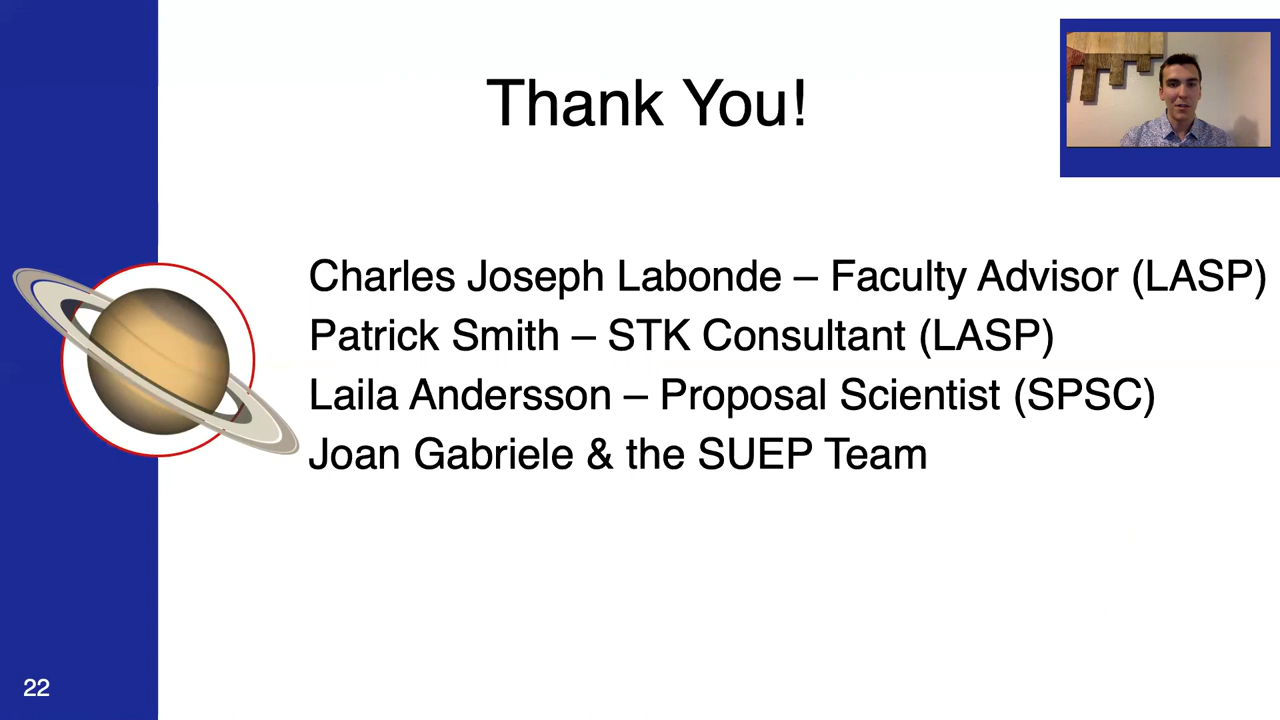 Thank You!
Charles Joseph Labonde – Faculty Advisor (LASP)
Patrick Smith – STK Consultant (LASP)
Laila Andersson – Proposal Scientist (SPSC)
Joan Gabriele & the SUEP Team
22